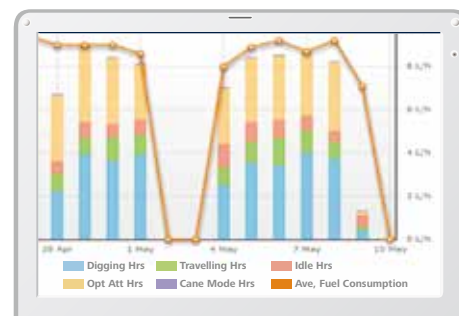 8 L/h
6 L/h
4 L/h
2 L/h
0 L/h
28 Apr 1 May 4 May 7 May 10 May
Digging Hrs Travelling Hrs Idle Hrs
Opt Att Hrs Cane Mode Hrs Ave, Fuel Consumption